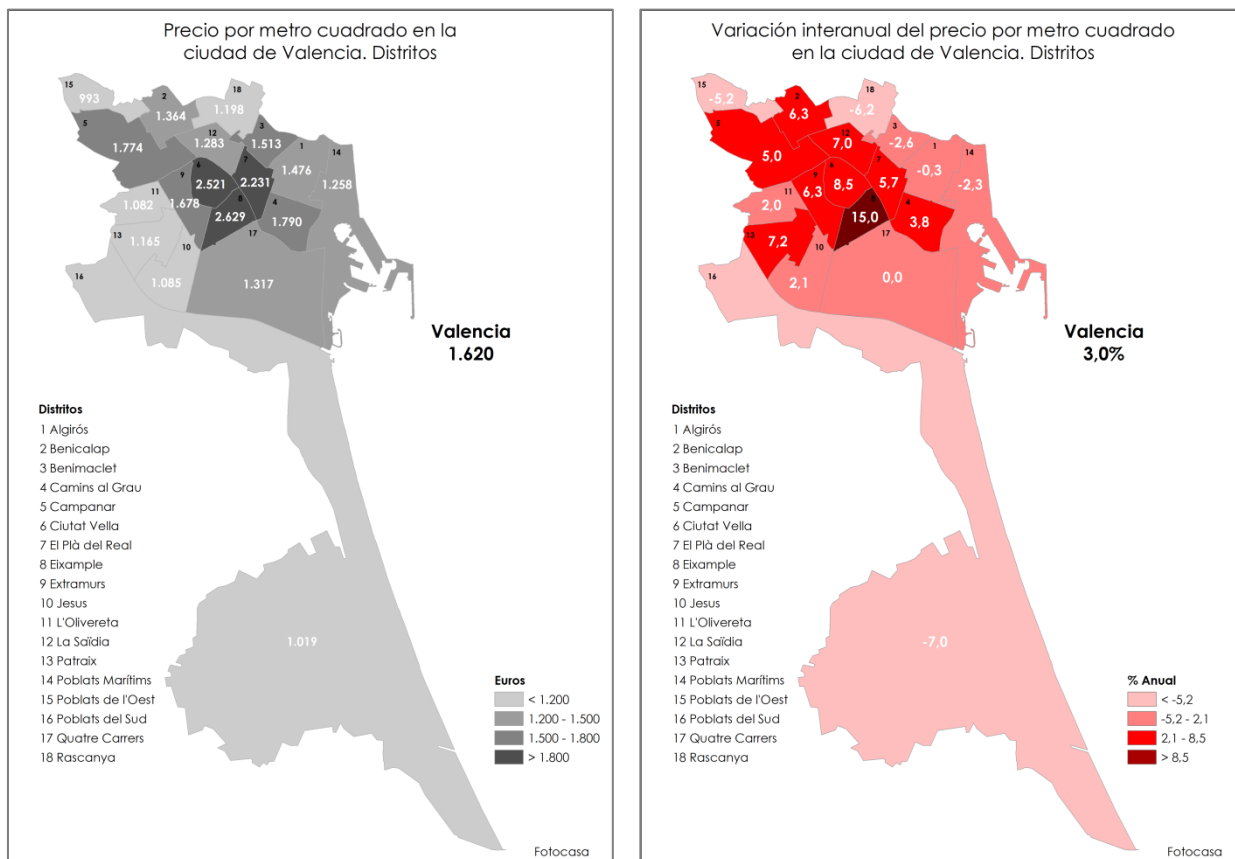 Precio por metro cuadrado en la
ciudad de Valencia. Distritos
15
993
2
1.364
18
1.198
5
1.774
12
1.283
3
1.513
1
1.476
14
1.258
9
1.678
6
2.521
7
2.231
11
1.082
8
2.629
4
1.790
13
1.165
10
1.085
17
1.317
16
1.019
Valencia
1.620
Distritos
1 Algirós
2 Benicalap
3 Benimaclet
4 Camins al Grau
5 Campanar
6 Ciutat Vella
7 El Plà del Real
8 Eixample
9 Extramurs
10 Jesus
11 L'Olivereta
12 La Saïdia
13 Patraix
14 Poblats Marítims
15 Poblats de l'Oest
16 Poblats del Sud
17 Quatre Carrers
18 Rascanya
Euros
< 1.200
1.200 - 1.500
1.500 - 1.800
> 1.800
Fotocasa
Variación interanual del precio por metro cuadrado
en la ciudad de Valencia. Distritos
15
-5,2
2
6,3
18
-6,2
5
5,0
12
7,0
3
-2,6
1
-0,3
14
-2,3
9
6,3
6
8,5
7
5,7
11
2,0
8
15,0
4
3,8
13
7,2
10
2,1
17
0,0
16
-7,0
Valencia
3,0%
Distritos
1 Algirós
2 Benicalap
3 Benimaclet
4 Camins al Grau
5 Campanar
6 Ciutat Vella
7 El Plà del Real
8 Eixample
9 Extramurs
10 Jesus
11 L'Olivereta
12 La Saïdia
13 Patraix
14 Poblats Marítims
15 Poblats de l'Oest
16 Poblats del Sud
17 Quatre Carrers
18 Rascanya
% Anual
< -5,2
-5,2 - 2,1
2,1 - 8,5
> 8,5
Fotocasa